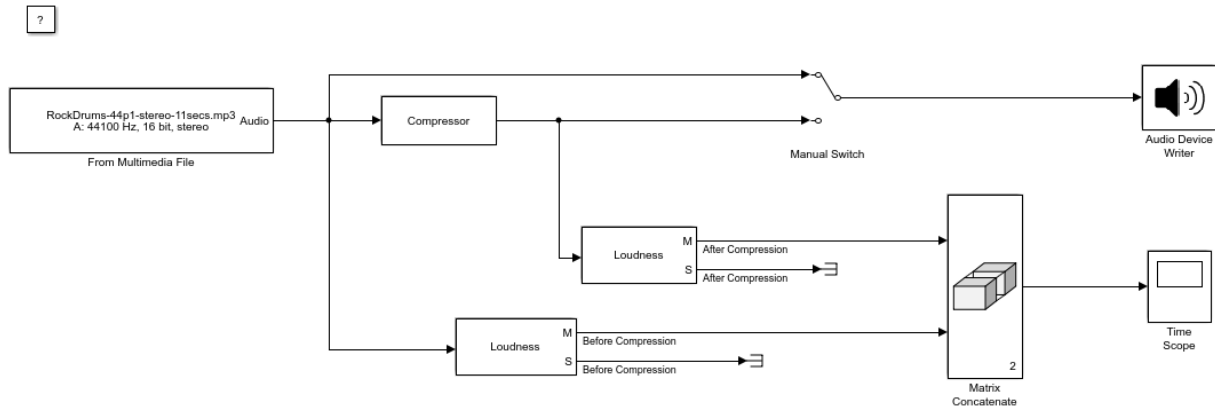 ?
RockDrums-44p1-stereo-11secs.mp3
A: 44100 Hz, 16 bit, stereo
Audio
From Multimedia File
Compressor
Manual Switch
Audio Device
Writer
Loudness
M
After Compression
S
After Compression
Loudness
M
Before Compression
S
Before Compression
2
Matrix
Concatenate
Time
Scope